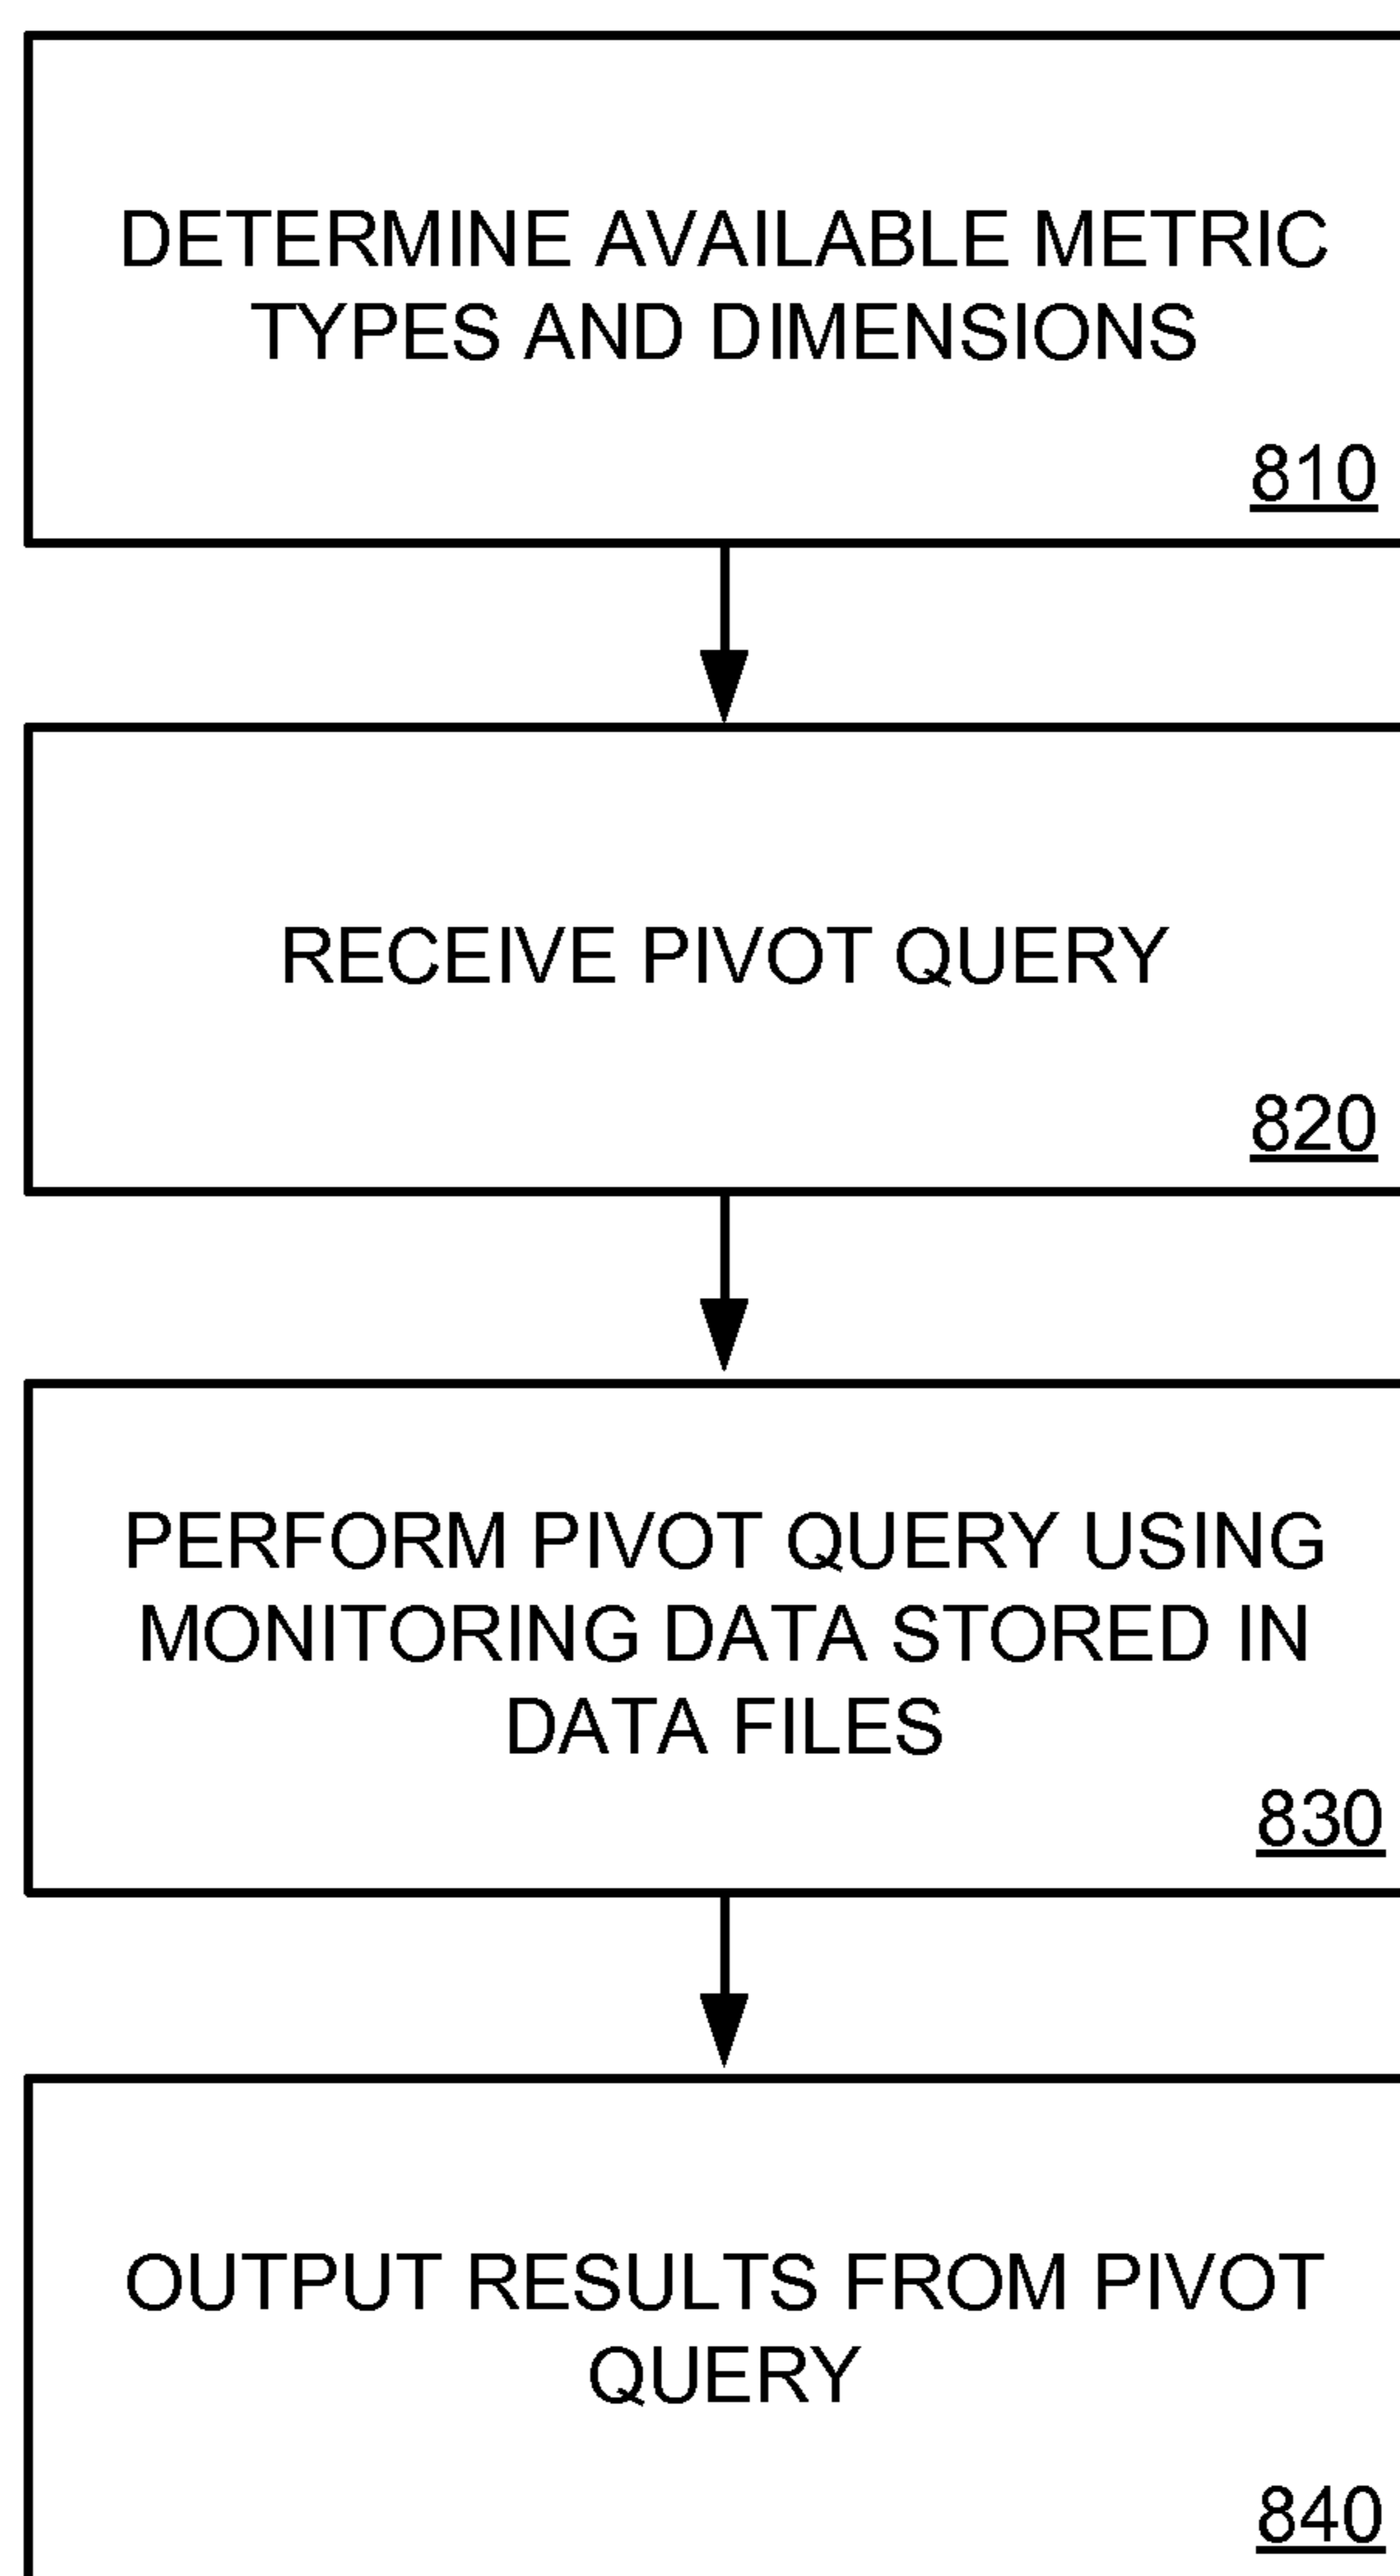 DETERMINE AVAILABLE METRIC
TYPES AND DIMENSIONS
810
RECEIVE PIVOT QUERY
820
PERFORM PIVOT QUERY USING
MONITORING DATA STORED IN
DATA FILES
830
OUTPUT RESULTS FROM PIVOT
QUERY
840